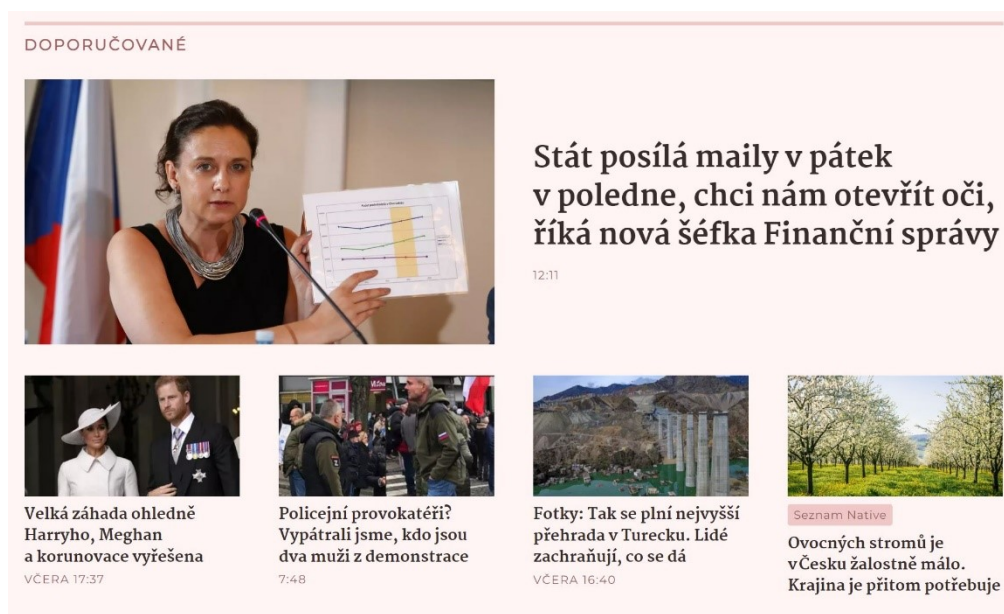 DOPORUČOVANÉ
Stát posílá maily v pátek
v poledne, chci nám otevřít oči,
říká nová šéfka Finanční správy
12:11
Velká záhada ohledně
Harryho, Meghan
a korunovace vyřešena
VČERA 17:37
Policejní provokatéři?
Vypátrali jsme, kdo jsou
dva muži z demonstrace
7:48
Fotky: Tak se plní nejvyšší
přehrada v Turecku. Lidé
zachraňují, co se dá
VČERA 16:40
Seznam Native
Ovocných stromů je
v Česku žalostně málo.
Krajina je přitom potřebuje